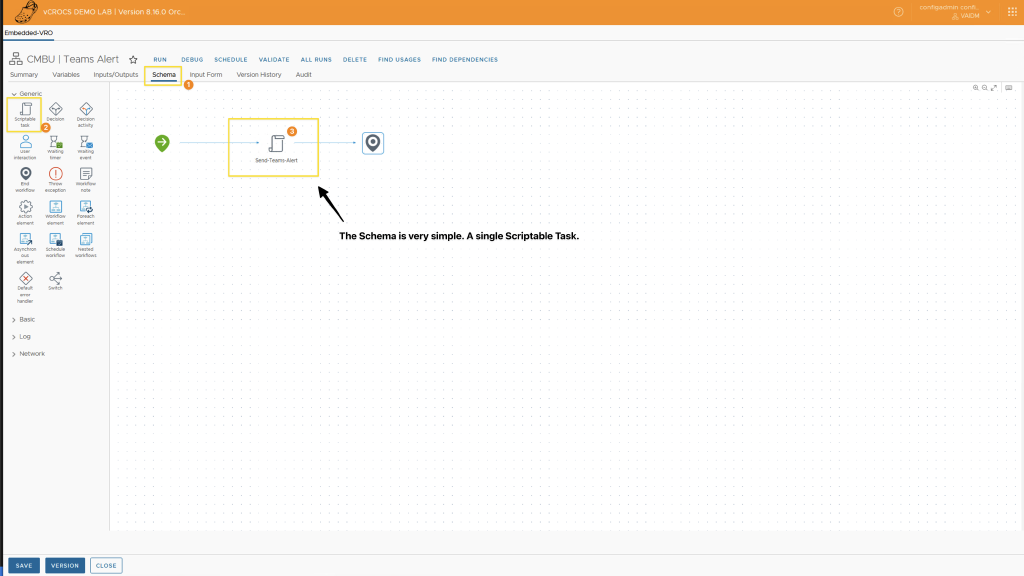 vCROCS DEMO LAB | Version 8.16.0 Orc...
configadmin confi...
VAIDM
Embedded-VRO
CMBU | Teams Alert
RUN
DEBUG
SCHEDULE
VALIDATE
ALL RUNS
DELETE
FIND USAGES
FIND DEPENDENCIES
Summary
Variables
Inputs/Outputs
Schema
Input Form
Version History
Audit
1
Generic
Scriptable
task
Decision
Decision
activity
2
User
interaction
Waiting
timer
Waiting
event
End
workflow
Throw
exception
Workflow
note
Action
element
Workflow
element
Foreach
element
Asynchron
ous
element
Schedule
workflow
Nested
workflows
Default
error
handler
Switch
Basic
Log
Network
3
Send-Teams-Alert
The Schema is very simple. A single Scriptable Task.
SAVE
VERSION
CLOSE